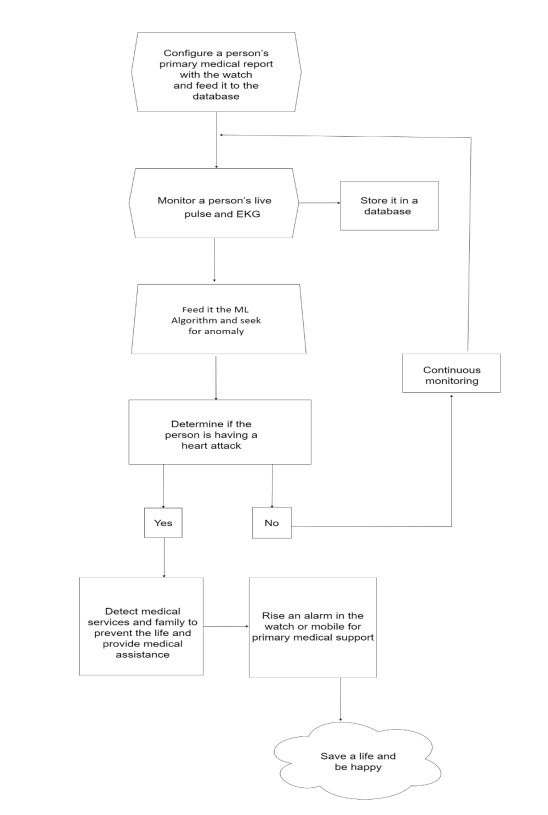 Configure a person's
primary medical report
with the watch
and feed it to the
database
Monitor a person's live
pulse and EKG
Store it in a
database
Feed it the ML
Algorithm and seek
for anomaly
Continuous
monitoring
Determine if the
person is having a
heart attack
Yes
No
Detect medical
services and family to
prevent the life and
provide medical
assistance
Rise an alarm in the
watch or mobile for
primary medical support
Save a life and
be happy